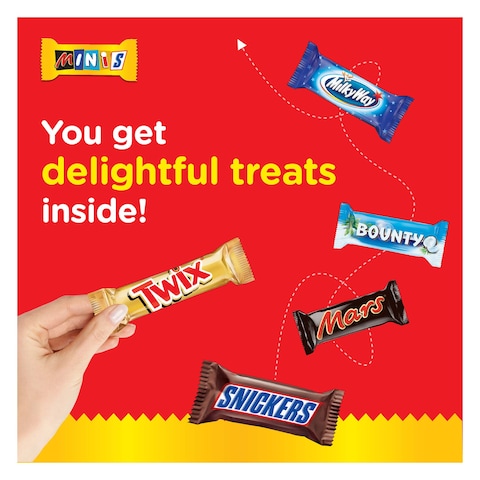 MINIS
MilkyWay
You get
delightful treats
inside!
BOUNTY
TWIX
Mars
SNICKERS